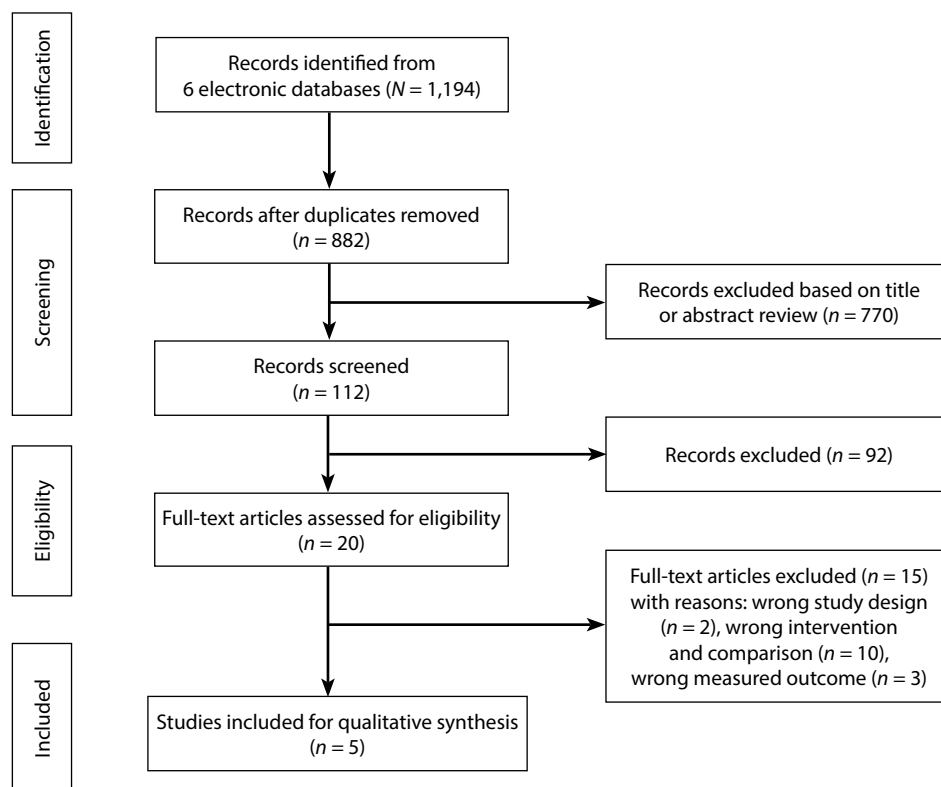 Identification
Records identified from
6 electronic databases (N = 1,194)
Screening
Records after duplicates removed
(n = 882)
Records excluded based on title
or abstract review (n = 770)
Records screened
(n = 112)
Eligibility
Records excluded (n = 92)
Full-text articles assessed for eligibility
(n = 20)
Full-text articles excluded (n = 15)
with reasons: wrong study design
(n = 2), wrong intervention
and comparison (n = 10),
wrong measured outcome (n = 3)
Included
Studies included for qualitative synthesis
(n = 5)